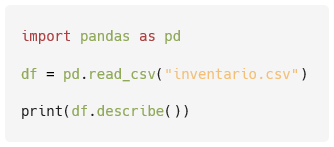 import pandas as pd
df = pd.read_csv("inventario.csv")
print(df.describe())